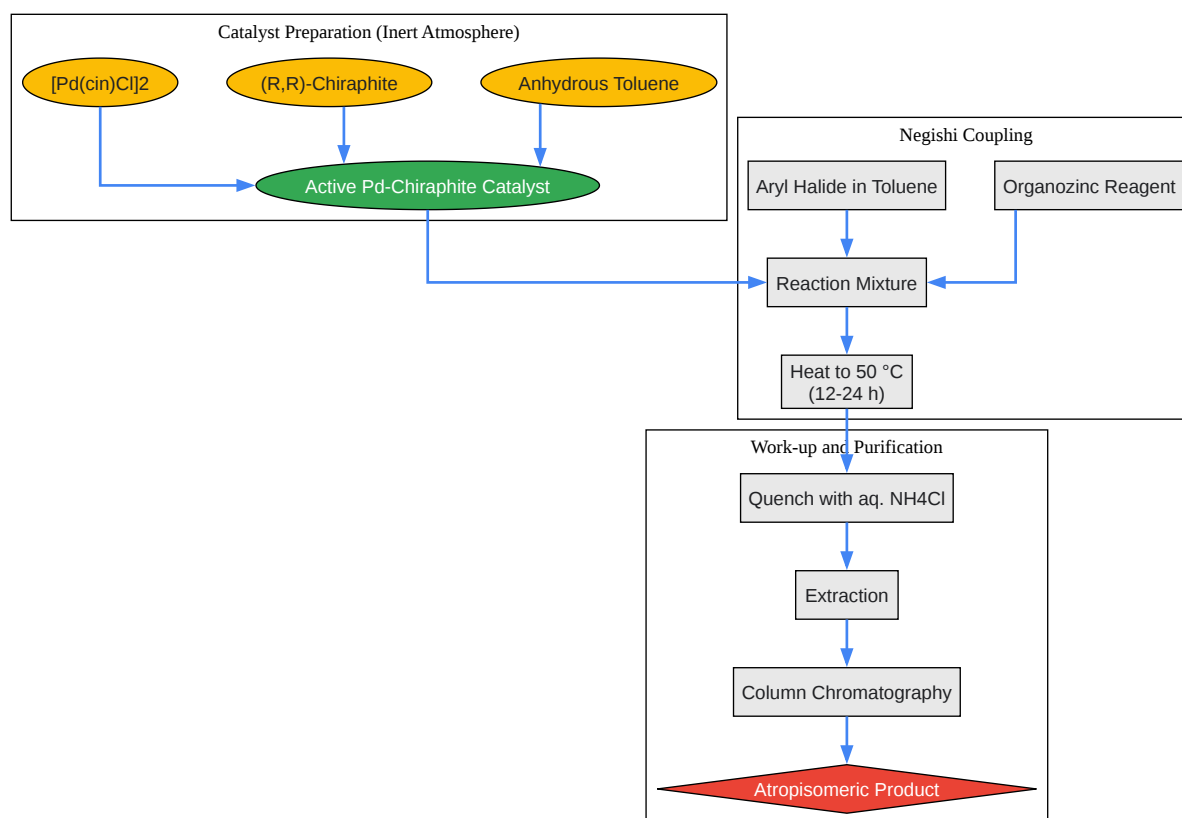 Catalyst Preparation (Inert Atmosphere)
[Pd(cin)Cl]2
(R,R)-Chiraphite
Anhydrous Toluene
Active Pd-Chiraphite Catalyst
Negishi Coupling
Aryl Halide in Toluene
Organozinc Reagent
Reaction Mixture
Heat to 50 °C
(12-24 h)
Work-up and Purification
Quench with aq. NH4Cl
Extraction
Column Chromatography
Atropisomeric Product